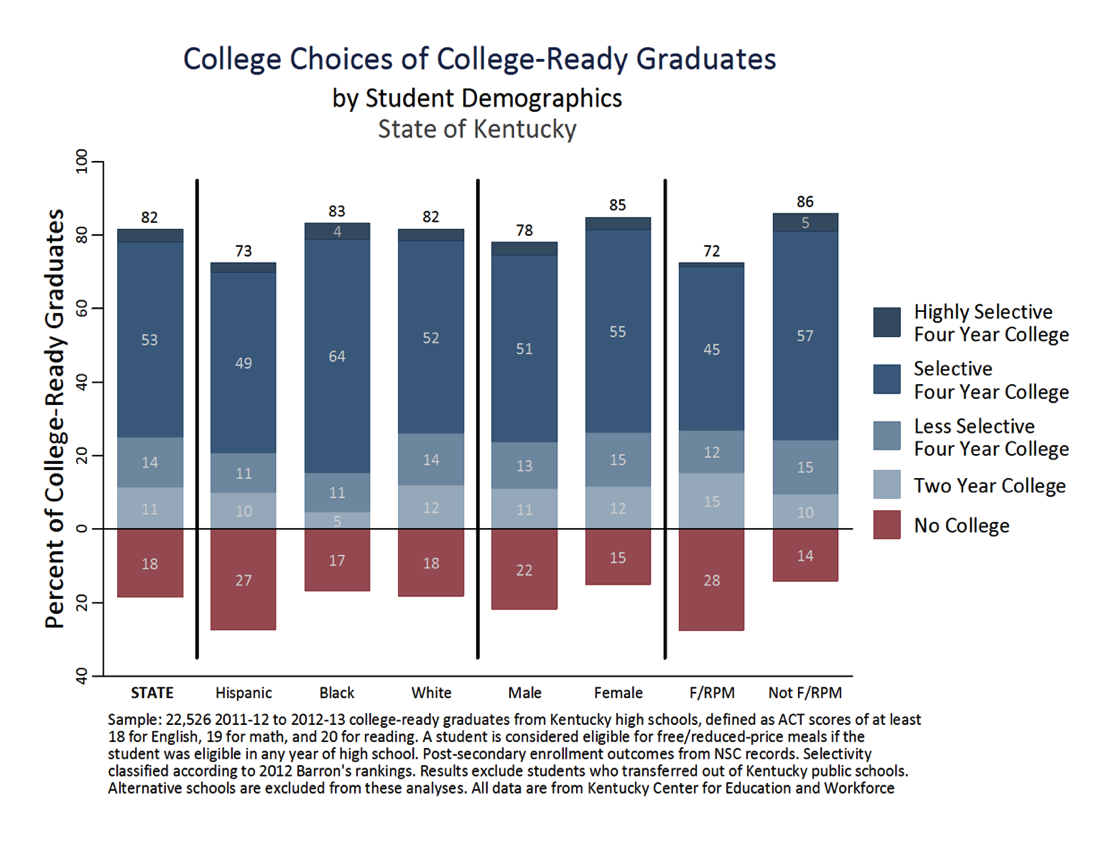 College Choices of College-Ready Graduates
by Student Demographics
State of Kentucky
Percent of College-Ready Graduates
100
80
60
40
20
0
20
40
82
53
14
11
18
73
49
11
10
27
83
4
64
11
5
17
82
52
14
12
18
78
51
13
11
22
85
55
15
12
15
72
45
12
15
28
86
5
57
15
10
14
STATE
Hispanic
Black
White
Male
Female
F/RPM
Not F/RPM
Highly Selective
Four Year College
Selective
Four Year College
Less Selective
Four Year College
Two Year College
No College
Sample: 22,526 2011-12 to 2012-13 college-ready graduates from Kentucky high schools, defined as ACT scores of at least
18 for English, 19 for math, and 20 for reading. A student is considered eligible for free/reduced-price meals if the
student was eligible in any year of high school. Post-secondary enrollment outcomes from NSC records. Selectivity
classified according to 2012 Barron's rankings. Results exclude students who transferred out of Kentucky public schools.
Alternative schools are excluded from these analyses. All data are from Kentucky Center for Education and Workforce